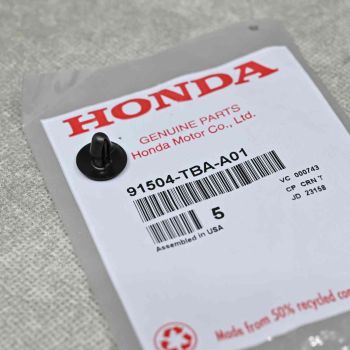 HONDA
GENUINE PARTS
Honda Motor Co., Ltd.
91504-TBA-A01
5
VC 000743
CP CRN T
JD 23158
Assembled in USA
Made from 50% recycled